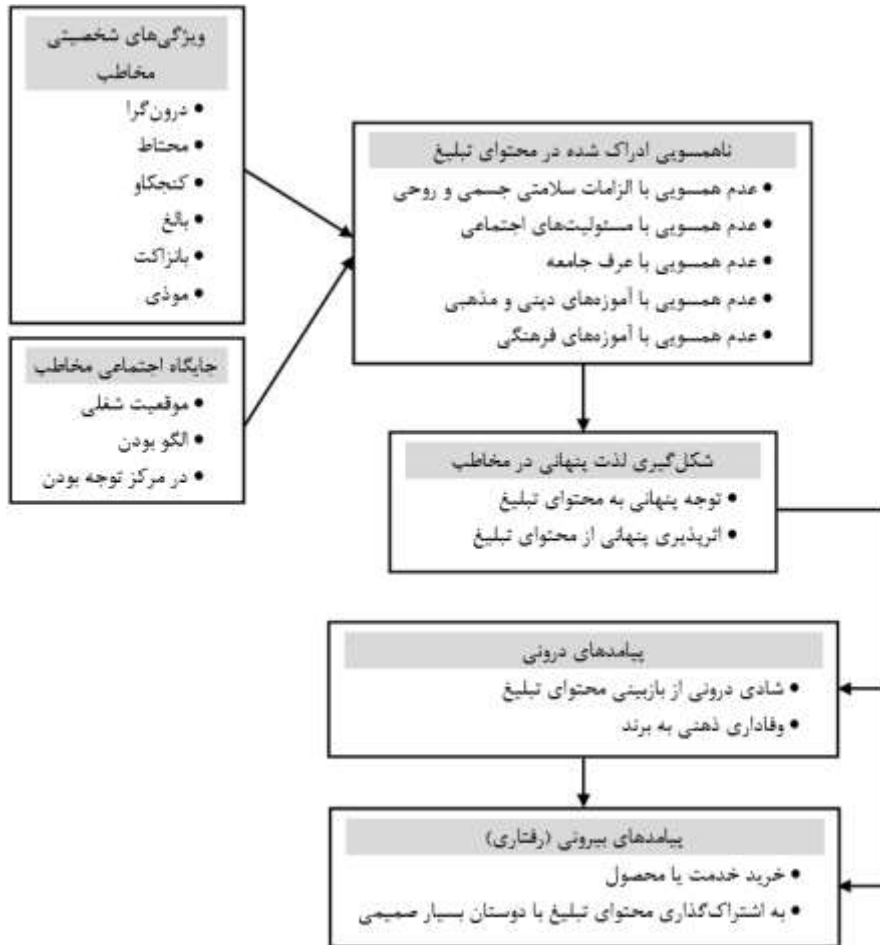 ویژگی‌های شخصیتی
مخاطب
• درون‌گرا
• محتاط
• کنجکاو
• بالغ
• بانزاکت
• موذی
جایگاه اجتماعی مخاطب
• موقعیت شغلی
• الگو بودن
• در مرکز توجه بودن
ناهمسویی ادراک شده در محتوای تبلیغ
• عدم همسویی با الزامات سلامتی جسمی و روحی
• عدم همسویی با مسئولیت‌های اجتماعی
• عدم همسویی با عرف جامعه
• عدم همسویی با آموزه‌های دینی و مذهبی
• عدم همسویی با آموزه‌های فرهنگی
شکل‌گیری لذت پنهانی در مخاطب
• توجه پنهانی به محتوای تبلیغ
• اثرپذیری پنهانی از محتوای تبلیغ
پیامدهای درونی
• شادی درونی از بازبینی محتوای تبلیغ
• وفاداری ذهنی به برند
پیامدهای بیرونی (رفتاری)
• خرید خدمت یا محصول
• به اشتراک‌گذاری محتوای تبلیغ با دوستان بسیار صمیمی